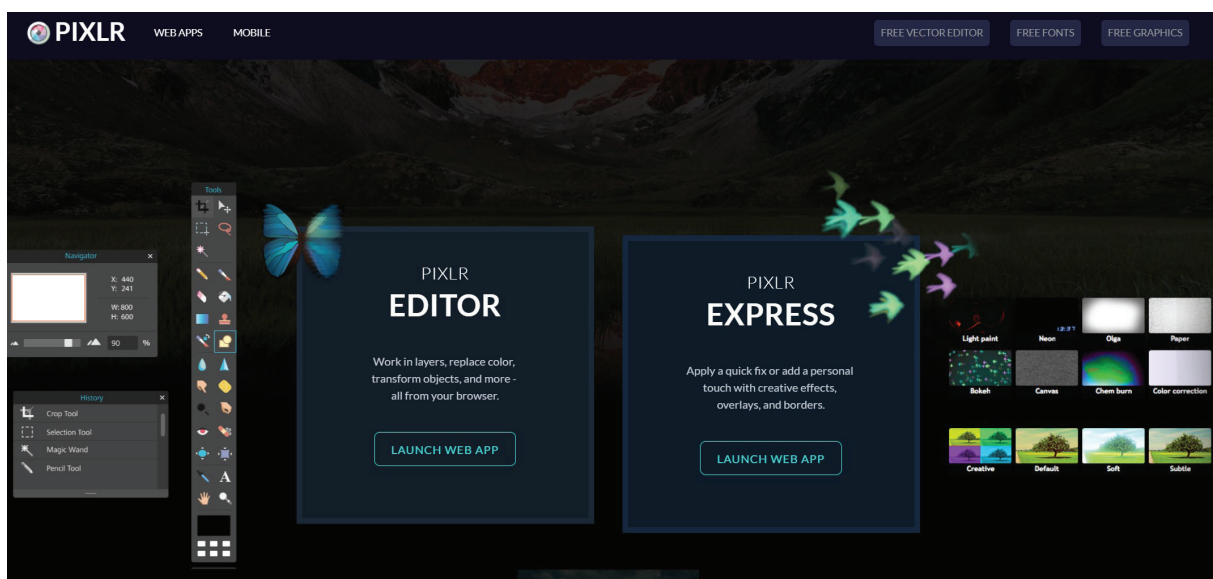 PIXLR WEB APPS MOBILE FREE VECTOR EDITOR FREE FONTS FREE GRAPHICS
Tools
Navigator ×
X: 440
Y: 241
W: 800
H: 600
90 %
History ×
Crop Tool
Selection Tool
Magic Wand
Pencil Tool
A
PIXLR
EDITOR
Work in layers, replace color,
transform objects, and more -
all from your browser.
LAUNCH WEB APP
PIXLR
EXPRESS
Apply a quick fix or add a personal
touch with creative effects,
overlays, and borders.
LAUNCH WEB APP
12:37
Light paint Neon Olga Paper
Bokeh Canvas Chem burn Color correction
Creative Default Soft Subtle